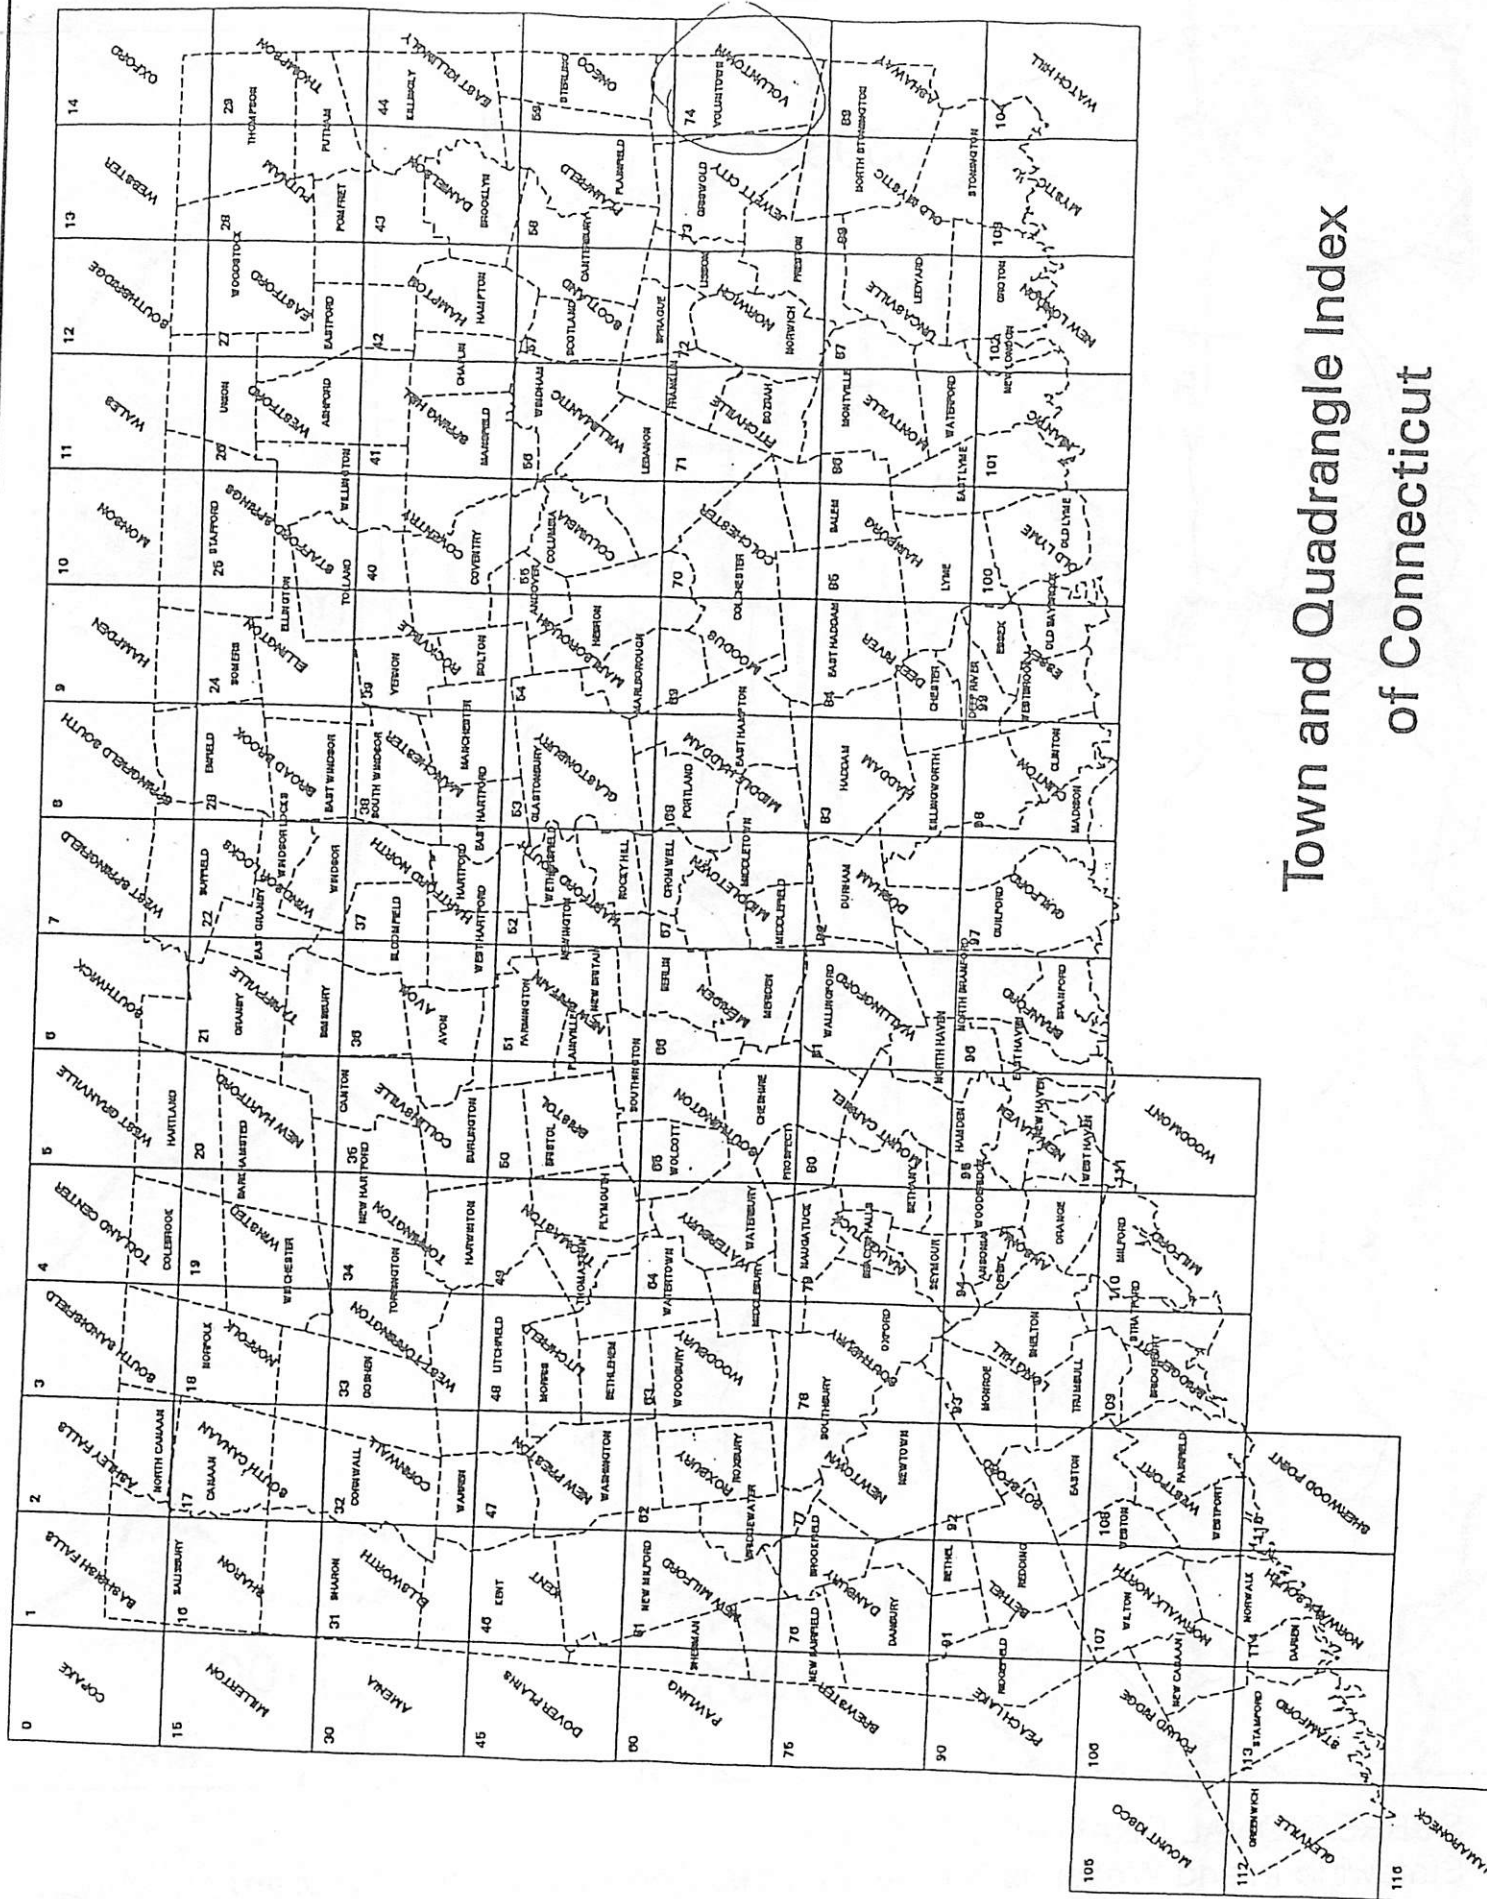 Town and Quadrangle Index
of Connecticut
0 COPAKE
1 BASHBISH FALLS
2 ASHLEY FALLS
3 SOUTH SANDISFIELD
4 TOLLAND CENTER
5 WEST GRANVILLE
6 SOUTHWICK
7 WEST SPRINGFIELD
8 SPRINGFIELD SOUTH
9 HAMPDEN
10 MONSON
11 WALES
12 SOUTHBRIDGE
13 WEBSTER
14 OXFORD
SALISBURY
NORTH CANAAN
COLEBROOK
HARTLAND
15 MILLERTON
16 SHARON
17 CANAAN
SOUTH CANAAN
18 NORFOLK
NORFOLK
19 WINSTED
WINCHESTER
BARKHAMSTED
20 NEW HARTFORD
21 GRANBY
TARIFFVILLE
SIMSBURY
22 SUFFIELD
EAST GRANBY
WINDSOR LOCKS
WINDSOR LOCKS
WINDSOR
23 ENFIELD
BROAD BROOK
EAST WINDSOR
24 SOMERS
ELLINGTON
ELLINGTON
25 STAFFORD
STAFFORD SPRINGS
TOLLAND
WILLINGTON
26 UNION
WESTFORD
ASHFORD
27 WOODSTOCK
EASTFORD
EASTFORD
28 PUTNAM
POMFRET
29 THOMPSON
THOMPSON
PUTNAM
30 AMENIA
31 SHARON
ELLSWORTH
32 CORNWALL
CORNWALL
WARREN
33 GOSHEN
WEST TORRINGTON
34 TORRINGTON
TORRINGTON
NEW HARTFORD
HARWINTON
35 CANTON
COLLINSVILLE
BURLINGTON
36 AVON
AVON
37 BLOOMFIELD
HARTFORD NORTH
HARTFORD
WEST HARTFORD
38 SOUTH WINDSOR
MANCHESTER
MANCHESTER
EAST HARTFORD
39 VERNON
ROCKVILLE
BOLTON
40 COVENTRY
COVENTRY
41 SPRING HILL
MANSFIELD
CHAPLIN
42 HAMPTON
HAMPTON
43 DANIELSON
BROOKLYN
44 KILLINGLY
EAST KILLINGLY
45 DOVER PLAINS
46 KENT
KENT
47 NEW PRESTON
WASHINGTON
48 LITCHFIELD
MORRIS
LITCHFIELD
BETHLEHEM
49 THOMASTON
THOMASTON
PLYMOUTH
50 BRISTOL
BRISTOL
51 FARMINGTON
PLAINVILLE
NEW BRITAIN
NEW BRITAIN
SOUTHINGTON
52 NEWINGTON
WETHERSFIELD
HARTFORD SOUTH
ROCKY HILL
53 GLASTONBURY
GLASTONBURY
54 MARLBOROUGH
HEBRON
MARLBOROUGH
55 ANDOVER
COLUMBIA
COLUMBIA
56 WINDHAM
WILLIMANTIC
LEBANON
57 SCOTLAND
SCOTLAND
SPRAGUE
58 CANTERBURY
PLAINFIELD
PLAINFIELD
59 STERLING
ONECO
60 PAWLING
61 NEW MILFORD
NEW MILFORD
SHERMAN
62 ROXBURY
ROXBURY
BRIDGEWATER
63 WOODBURY
WOODBURY
64 WATERTOWN
WATERBURY
WATERBURY
MIDDLEBURY
65 WOLCOTT
SOUTHINGTON
CHESHIRE
PROSPECT
66 BERLIN
MERIDEN
MERIDEN
67 CROMWELL
MIDDLETOWN
MIDDLETOWN
MIDDLEFIELD
68 PORTLAND
MIDDLE HADDAM
EAST HAMPTON
69 MOODUS
70 COLCHESTER
COLCHESTER
71 FRANKLIN
FITCHVILLE
BOZRAH
72 NORWICH
NORWICH
LISBON
PRESTON
73 GRISWOLD
JEWETT CITY
74 VOLUNTOWN
VOLUNTOWN
75 BREWSTER
76 NEW FAIRFIELD
DANBURY
DANBURY
BROOKFIELD
77 NEWTOWN
NEWTOWN
78 SOUTHBURY
SOUTHBURY
OXFORD
79 NAUGATUCK
NAUGATUCK
BEACON FALLS
BETHANY
SEYMOUR
80 MOUNT CARMEL
81 WALLINGFORD
WALLINGFORD
NORTH HAVEN
82 DURHAM
DURHAM
83 HADDAM
HADDAM
KILLINGWORTH
84 EAST HADDAM
DEEP RIVER
CHESTER
85 SALEM
HAMBURG
LYME
86 MONTVILLE
MONTVILLE
WATERFORD
EAST LYME
87 UNCASVILLE
LEDYARD
OLD MYSTIC
89 NORTH STONINGTON
ASHAWAY
STONINGTON
90 PEACH LAKE
91 BETHEL
BETHEL
REDDING
RIDGEFIELD
92 BOTSFORD
EASTON
93 MONROE
LONG HILL
SHELTON
TRUMBULL
94 ANSONIA
DERBY
ANSONIA
ORANGE
WOODBRIDGE
95 HAMDEN
NEW HAVEN
NEW HAVEN
WEST HAVEN
96 NORTH BRANFORD
EAST HAVEN
BRANFORD
BRANFORD
97 GUILFORD
GUILFORD
98 CLINTON
CLINTON
MADISON
99 DEEP RIVER
ESSEX
ESSEX
WESTBROOK
OLD SAYBROOK
100 OLD LYME
OLD LYME
101 NIANTIC
102 NEW LONDON
NEW LONDON
GROTON
103 MYSTIC
104 WATCH HILL
105 MOUNT KISCO
106 POUND RIDGE
NEW CANAAN
107 WILTON
NORWALK NORTH
108 WESTON
WESTPORT
WESTPORT
FAIRFIELD
109 BRIDGEPORT
BRIDGEPORT
STRATFORD
110 MILFORD
MILFORD
111 WOODMONT
112 GREENWICH
GLENVILLE
113 STAMFORD
STAMFORD
114 NORWALK
NORWALK SOUTH
DARIEN
115 SHERWOOD POINT
116 MAMARONECK